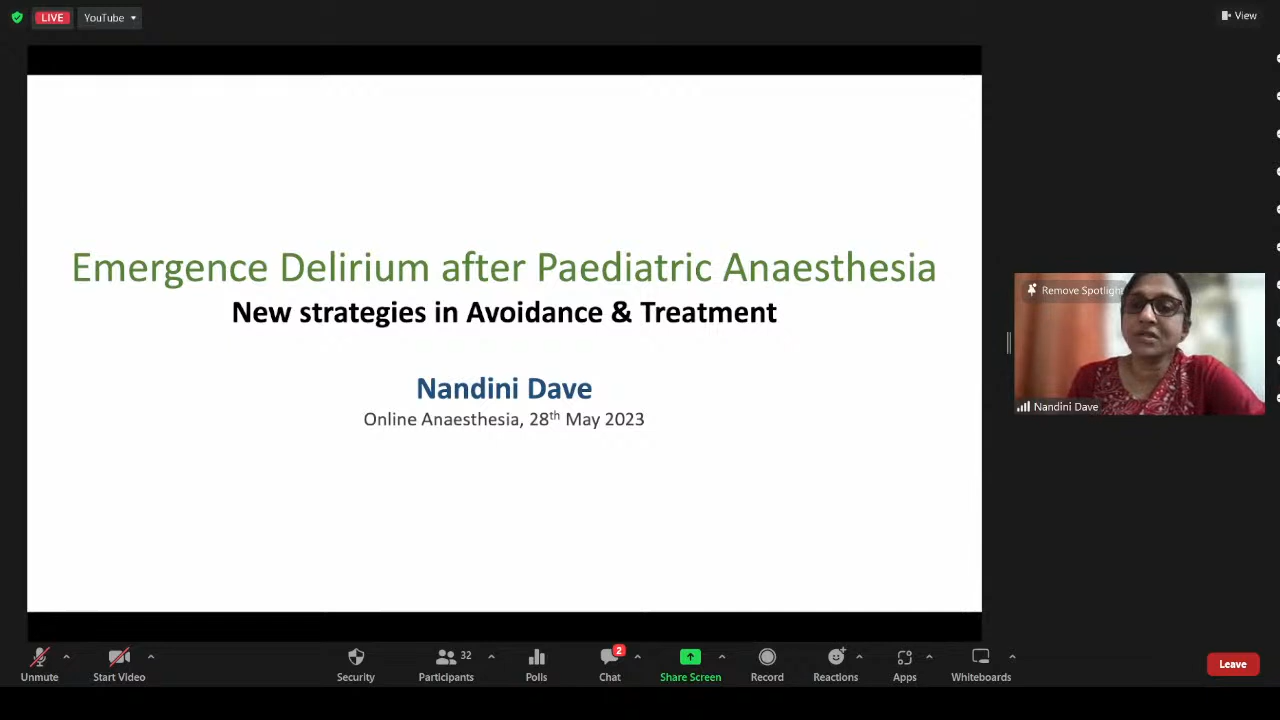 LIVE
YouTube
View
Emergence Delirium after Paediatric Anaesthesia
New strategies in Avoidance & Treatment
Nandini Dave
Online Anaesthesia, 28th May 2023
Remove Spotlight
Nandini Dave
Unmute
Start Video
Security
32
Participants
Polls
2
Chat
Share Screen
Record
Reactions
Apps
Whiteboards
Leave